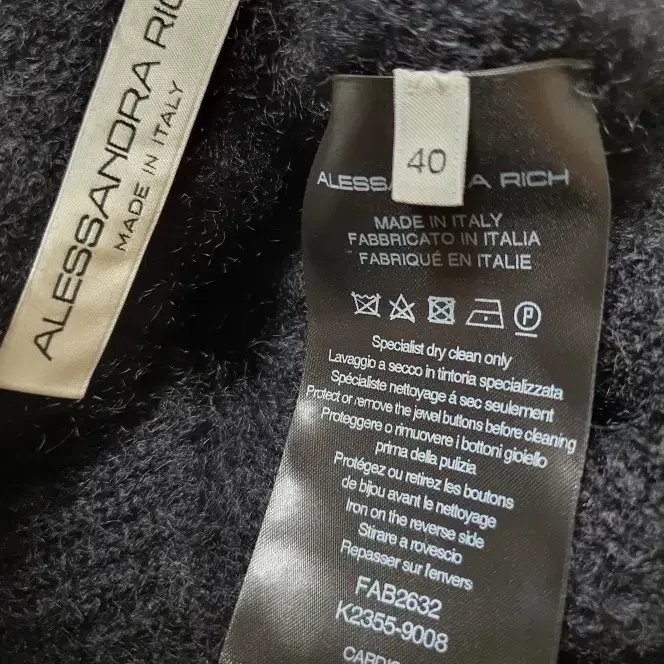 ALESSANDRA
MADE IN ITALY
40
RICH
MADE IN ITALY
FABBRICATO IN ITALIA
FABRIQUÉ EN ITALIE
P
Specialist dry clean only
Lavaggio a secco in tintoria specializzata
Spécialiste nettoyage á sec seulement
Protect or remove the jewel buttons before cleaning
Proteggere o rimuovere i bottoni gioiello
prima della pulizia
Protégez ou retirez les boutons
de bijou avant le nettoyage
Iron on the reverse side
Stirare a rovescio
Repasser sur l'envers
FAB2632
K2355-9008